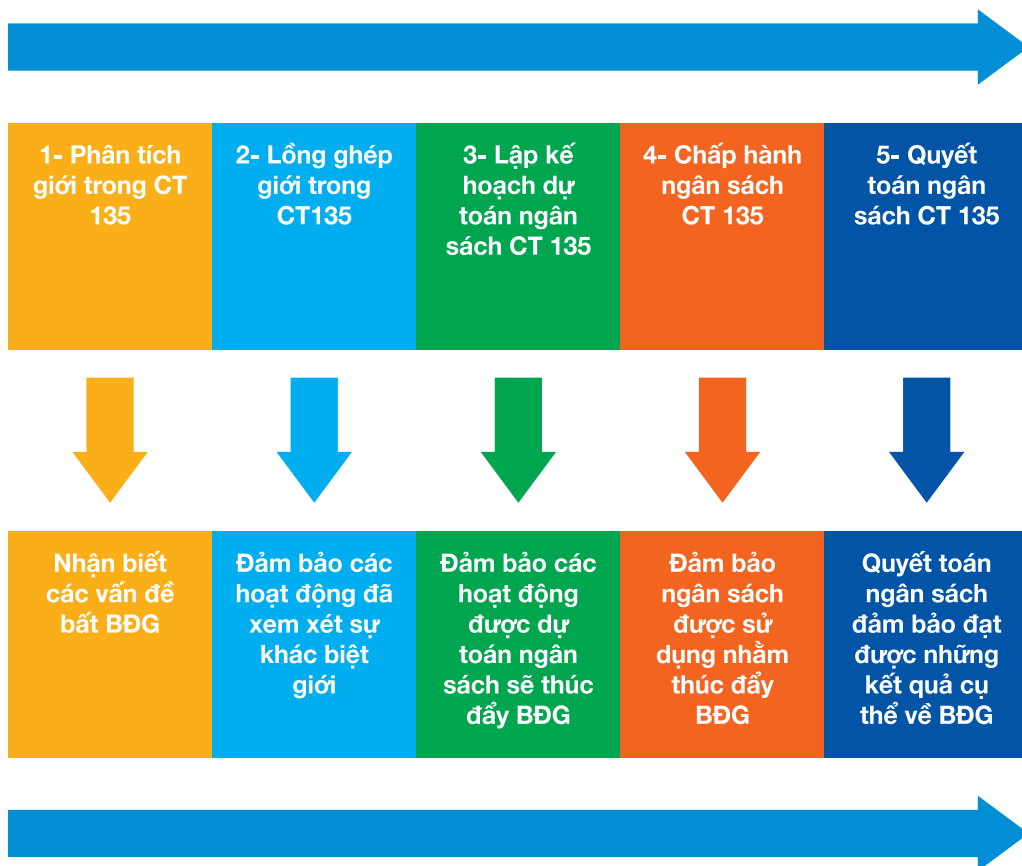 1- Phân tích
giới trong CT
135
2- Lồng ghép
giới trong
CT135
3- Lập kế
hoạch dự
toán ngân
sách CT 135
4- Chấp hành
ngân sách
CT 135
5- Quyết
toán ngân
sách CT 135
Nhận biết
các vấn đề
bất BĐG
Đảm bảo các
hoạt động đã
xem xét sự
khác biệt
giới
Đảm bảo các
hoạt động
được dự
toán ngân
sách sẽ thúc
đẩy BĐG
Đảm bảo
ngân sách
được sử
dụng nhằm
thúc đẩy
BĐG
Quyết toán
ngân sách
đảm bảo đạt
được những
kết quả cụ
thể về BĐG